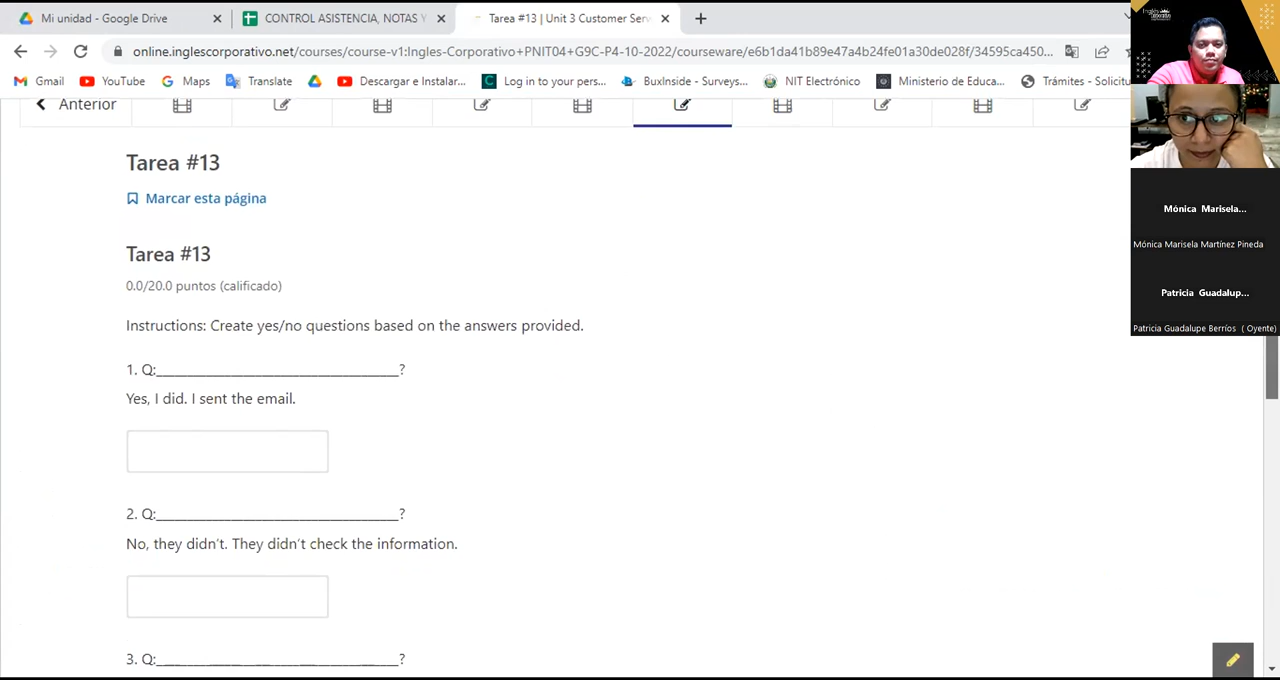 Mi unidad - Google Drive
CONTROL ASISTENCIA, NOTAS Y
Tarea #13 | Unit 3 Customer Serv
online.inglescorporativo.net/courses/course-v1:Ingles-Corporativo+PNIT04+G9C-P4-10-2022/courseware/e6b1da41b89e47a4b24fe01a30de028f/34595ca450...
Gmail
YouTube
Maps
Translate
Descargar e Instalar...
Log in to your pers...
BuxInside - Surveys...
NIT Electrónico
Ministerio de Educa...
Trámites - Solicitu
Anterior
Tarea #13
Marcar esta página
Tarea #13
0.0/20.0 puntos (calificado)
Instructions: Create yes/no questions based on the answers provided.
1. Q:________________________________?
Yes, I did. I sent the email.
2. Q:________________________________?
No, they didn't. They didn't check the information.
3. Q:________________________________?
Mónica Marisela...
Mónica Marisela Martínez Pineda
Patricia Guadalup...
Patricia Guadalupe Berríos ( Oyente)